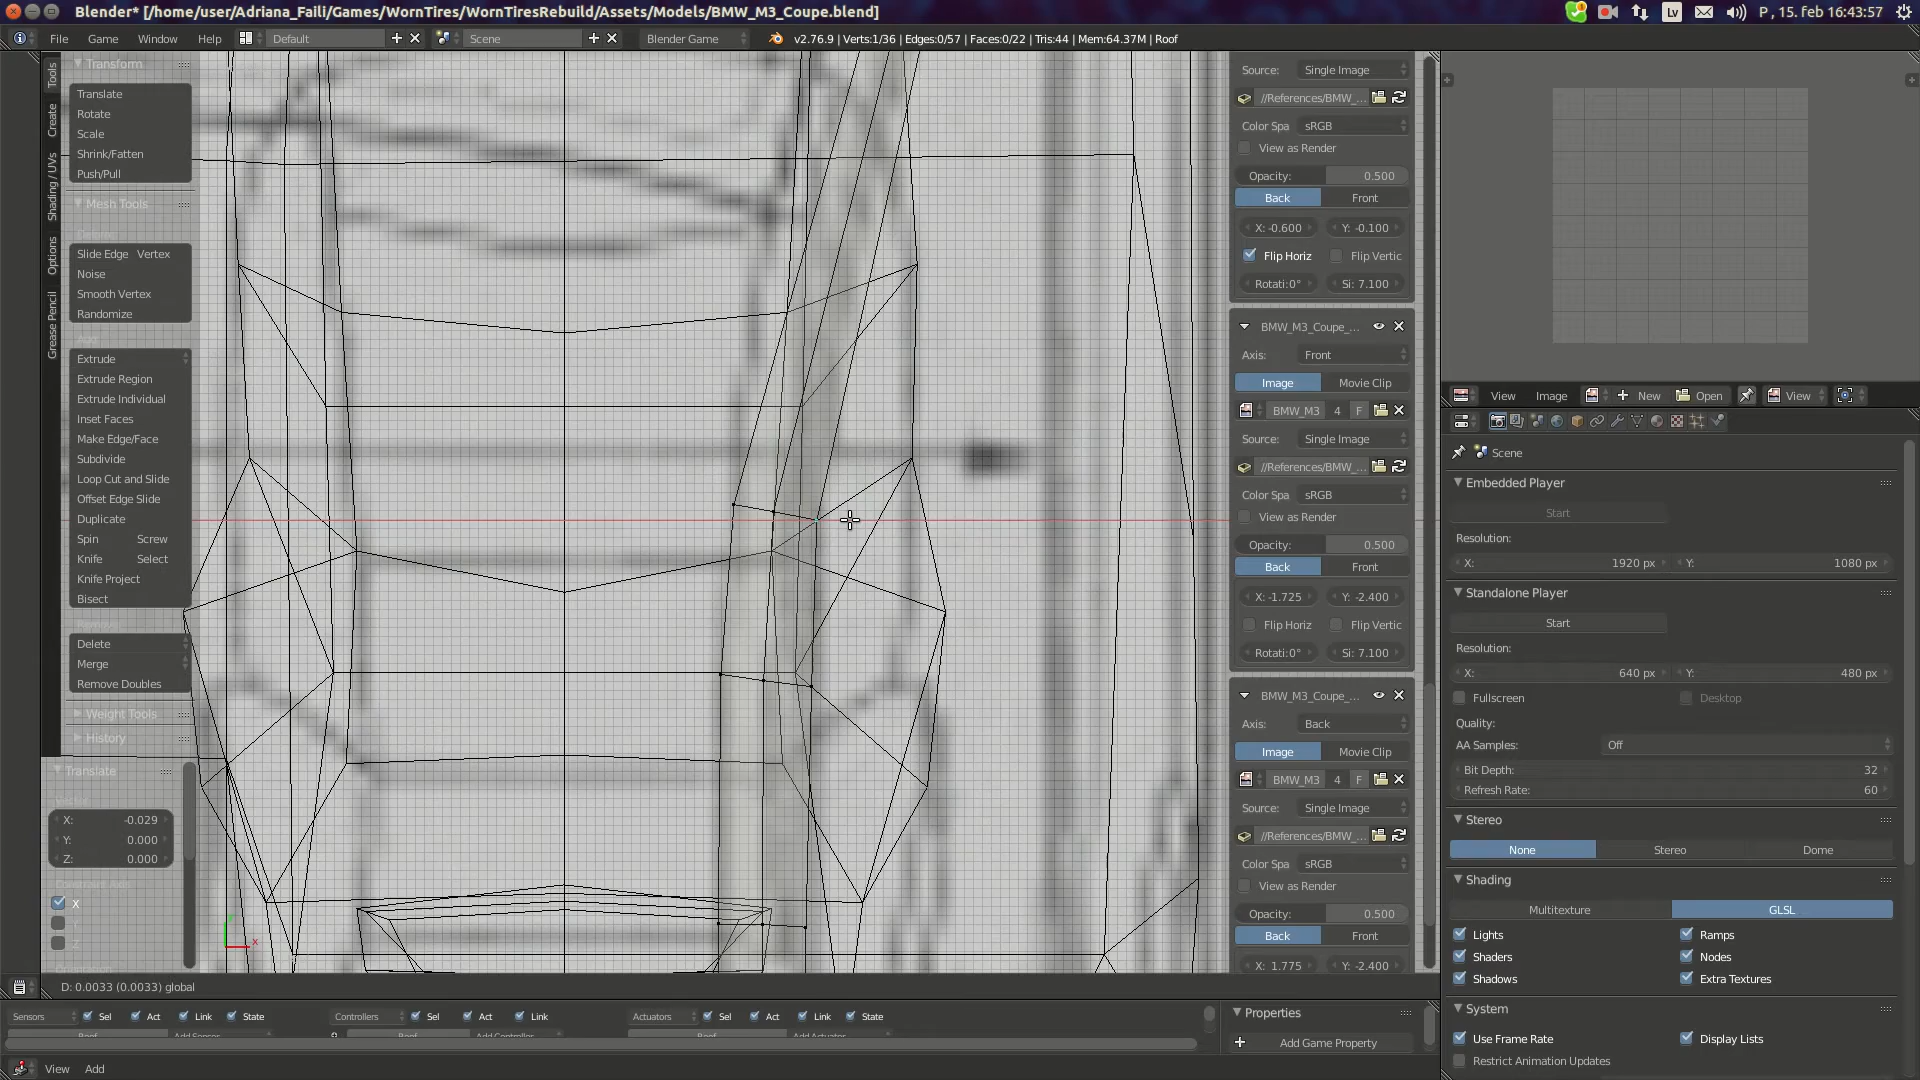 Blender* [/home/user/Adriana_Faili/Games/WornTires/WornTiresRebuild/Assets/Models/BMW_M3_Coupe.blend]
Lv
P , 15. feb 16:43:57
File Game Window Help Default Scene Blender Game v2.76.9 | Verts:1/36 | Edges:0/57 | Faces:0/22 | Tris:44 | Mem:64.37M | Roof
Tools
Create
Shading / UVs
Options
Grease Pencil
Transform
Translate
Rotate
Scale
Shrink/Fatten
Push/Pull
Mesh Tools
Slide Edge Vertex
Noise
Smooth Vertex
Randomize
Add:
Extrude
Extrude Region
Extrude Individual
Inset Faces
Make Edge/Face
Subdivide
Loop Cut and Slide
Offset Edge Slide
Duplicate
Spin Screw
Knife Select
Knife Project
Bisect
Delete
Merge
Remove Doubles
Weight Tools
History
Translate
X: -0.029
Y: 0.000
Z: 0.000
Constraint Axis
X
Y
Z
Orientation
D: 0.0033 (0.0033) global
Source: Single Image
//References/BMW_...
Color Spa sRGB
View as Render
Opacity: 0.500
Back Front
X: -0.600 Y: -0.100
Flip Horiz Flip Vertic
Rotati:0° Si: 7.100
BMW_M3_Coupe_...
Axis: Front
Image Movie Clip
BMW_M3 4 F
Source: Single Image
//References/BMW_...
Color Spa sRGB
View as Render
Opacity: 0.500
Back Front
X: -1.725 Y: -2.400
Flip Horiz Flip Vertic
Rotati:0° Si: 7.100
BMW_M3_Coupe_...
Axis: Back
Image Movie Clip
BMW_M3 4 F
Source: Single Image
//References/BMW_...
Color Spa sRGB
View as Render
Opacity: 0.500
Back Front
X: 1.775 Y: -2.400
View Image New Open View
Scene
Embedded Player
Start
Resolution:
X: 1920 px Y: 1080 px
Standalone Player
Start
Resolution:
X: 640 px Y: 480 px
Fullscreen Desktop
Quality:
AA Samples: Off
Bit Depth: 32
Refresh Rate: 60
Stereo
None Stereo Dome
Shading
Multitexture GLSL
Lights Ramps
Shaders Nodes
Shadows Extra Textures
System
Use Frame Rate Display Lists
Restrict Animation Updates
Sensors Sel Act Link State Controllers Sel Act Link Actuators Sel Act Link State
Roof Add Sensor Roof Add Controller Roof Add Actuator
Properties
Add Game Property
View Add
x